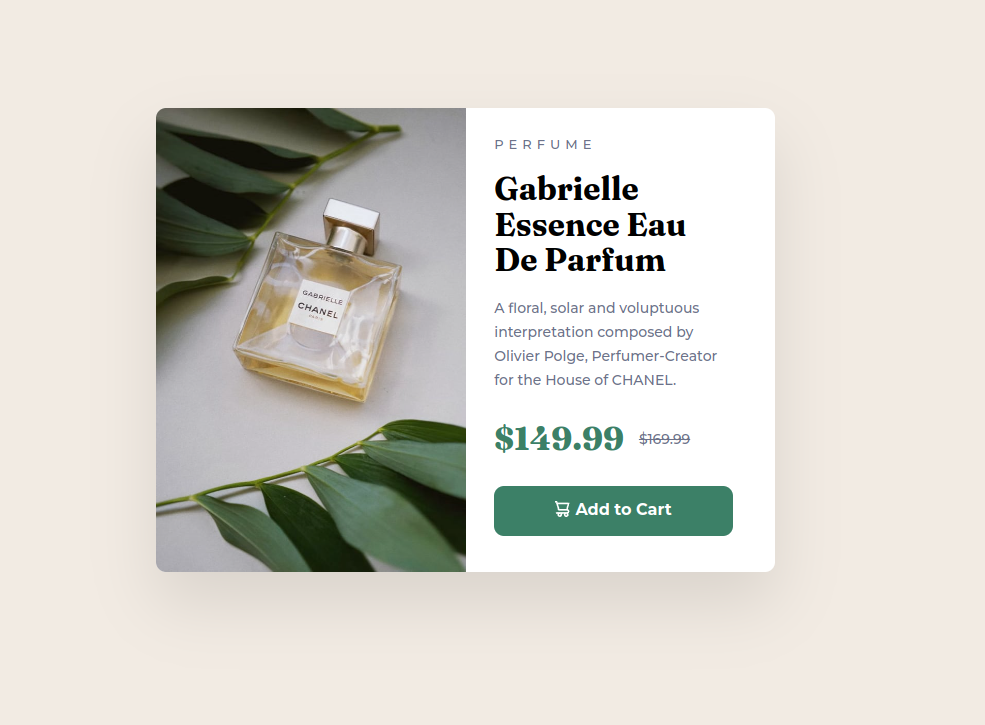 PERFUME
Gabrielle
Essence Eau
De Parfum
A floral, solar and voluptuous
interpretation composed by
Olivier Polge, Perfumer-Creator
for the House of CHANEL.
$149.99 $169.99
Add to Cart
GABRIELLE
CHANEL
PARIS